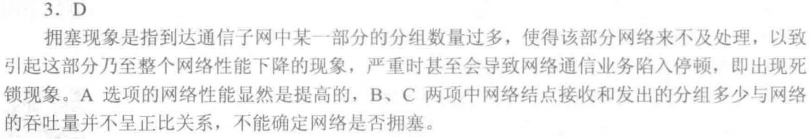 3. D
拥塞现象是指到达通信子网中某一部分的分组数量过多，使得该部分网络来不及处理，以致
引起这部分乃至整个网络性能下降的现象，严重时甚至会导致网络通信业务陷入停顿，即出现死
锁现象。A 选项的网络性能显然是提高的，B、C 两项中网络结点接收和发出的分组多少与网络
的吞吐量并不呈正比关系，不能确定网络是否拥塞。